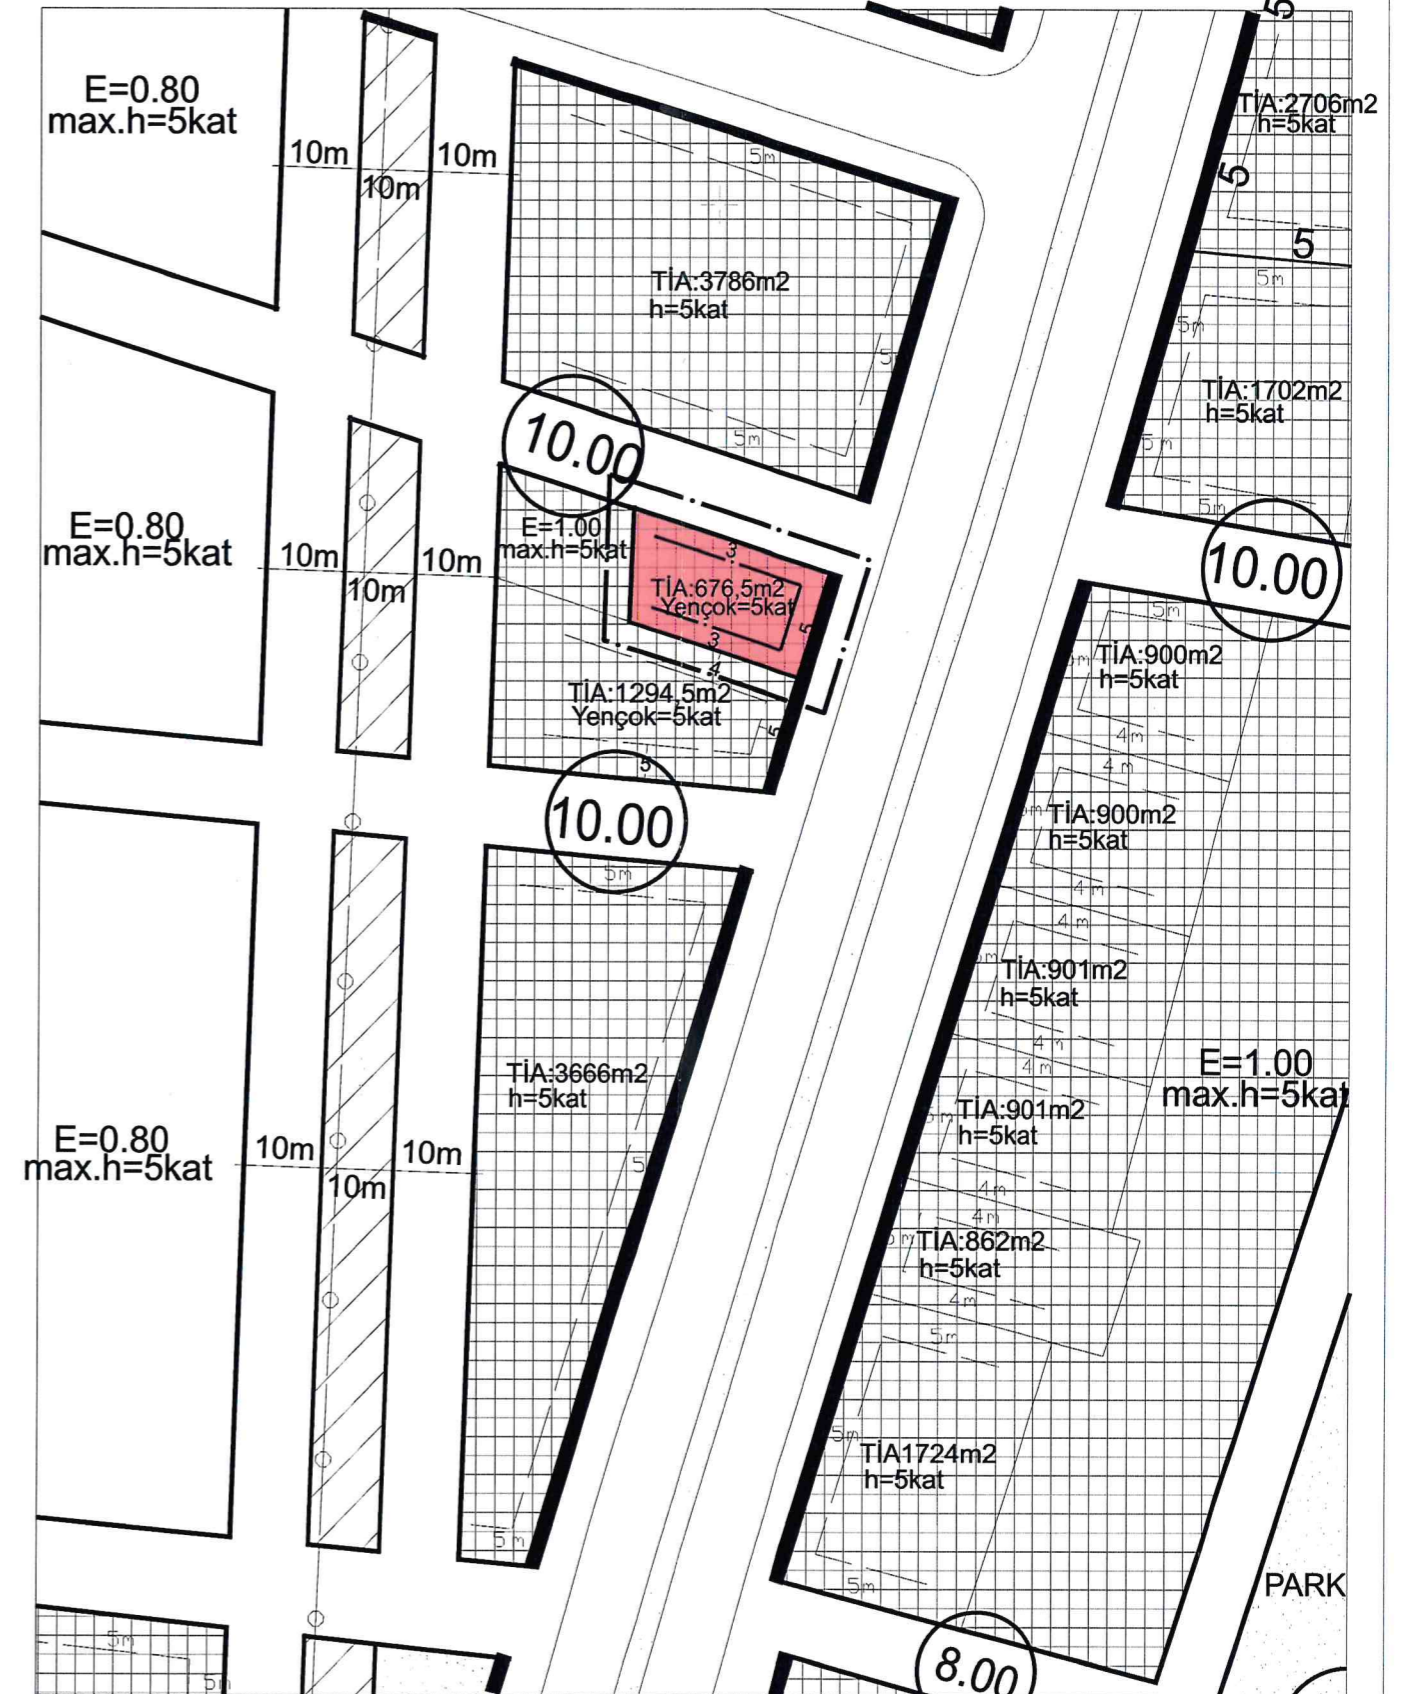 5
E=0.80
max.h=5kat
TİA:2706m2
h=5kat
10m
10m
10m
5m
5
5
TİA:3786m2
h=5kat
5m
5m
5
TİA:1702m2
h=5kat
5m
5m
5m
10.00
10.00
E=0.80
max.h=5kat
10m
10m
10m
E=1.00
max.h=5kat
3
TİA:676,5m2
Yençok=5kat
5
3
4
TİA:1294,5m2
Yençok=5kat
5
5
10.00
5m
TİA:900m2
h=5kat
4m
4m
TİA:900m2
h=5kat
4m
4m
5m
TİA:901m2
h=5kat
4m
4m
E=1.00
max.h=5kat
TİA:3666m2
h=5kat
5m
TİA:901m2
h=5kat
E=0.80
max.h=5kat
10m
10m
10m
5
4m
4m
TİA:862m2
h=5kat
4m
5m
5m
TİA1724m2
h=5kat
5m
5m
PARK
5m
5m
8.00